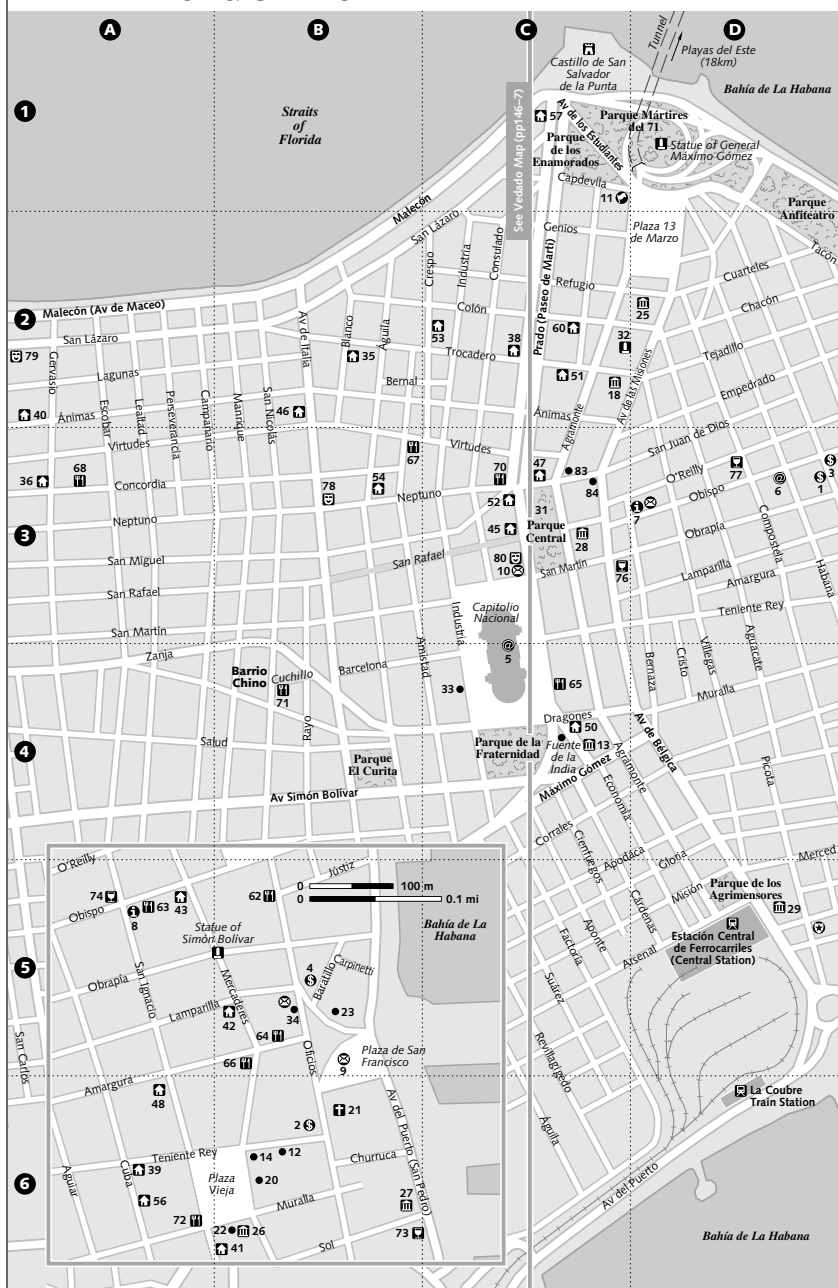 A
B
C
D
1
2
3
4
5
6
Straits
of
Florida
Castillo de San
Salvador
de la Punta
Tunnel
Playas del Este
(18km)
Bahía de La Habana
See Vedado Map (pp146–7)
57
Av de los Estudiantes
Parque Mártires
del 71
Statue of General
Máximo Gómez
Parque
de los
Enamorados
Capdevila
11
Parque
Anfiteatro
Malecón
San Lázaro
Crespo
Industria
Consulado
Genios
Plaza 13
de Marzo
Tacón
Prado (Paseo de Martí)
Refugio
Cuarteles
Malecón (Av de Maceo)
Colón
25
Chacón
San Lázaro
Av de Italia
Blanco
Águila
53
38
60
32
79
Gervasio
35
Trocadero
Tejadillo
Lagunas
Bernal
51
18
Av de las Misiones
Empedrado
40
Ánimas
Escobar
Lealtad
Perseverancia
Campanario
Manrique
San Nicolás
46
Ánimas
Agramonte
San Juan de Dios
Virtudes
Virtudes
67
36
68
Concordia
78
54
Neptuno
70
47
83
84
O'Reilly
77
6
1
3
52
31
Obispo
7
Neptuno
45
Parque
Central
28
Obrapía
Compostela
San Miguel
San Rafael
80
10
San Martín
76
Lamparilla
Amargura
Habana
San Rafael
Teniente Rey
San Martín
Industria
Capitolio
Nacional
Amistad
5
Zanja
Barrio
Chino
Cuchillo
71
Barcelona
33
65
Bernaza
Cristo
Villegas
Aguacate
Muralla
Rayo
Dragones
50
Salud
Parque
El Curita
Parque de la
Fraternidad
Fuente
de la
India
13
Av de Bélgica
Agramonte
Máximo Gómez
Economía
Picota
Av Simón Bolívar
Corrales
Cienfuegos
Apodaca
Gloria
Merced
Misión
Parque de los
Agrimensores
29
Cárdenas
Aponte
Factoría
Arsenal
Estación Central
de Ferrocarriles
(Central Station)
Suárez
Revillagigedo
Águila
La Coubre
Train Station
Av del Puerto
Bahía de La Habana
O'Reilly
Jústiz
0 100 m
0 0.1 mi
74
Obispo
8
63
43
62
Statue of
Simón Bolívar
Bahía de La
Habana
Obrapía
San Ignacio
Mercaderes
4
Baratillo
Carpinetti
Lamparilla
42
34
23
64
Oficios
San Carlos
66
Plaza de San
Francisco
9
Amargura
48
21
2
Av del Puerto (San Pedro)
Teniente Rey
14
12
Churruca
Aguiar
Cuba
39
Plaza
Vieja
20
56
Muralla
27
72
22
26
73
41
Sol